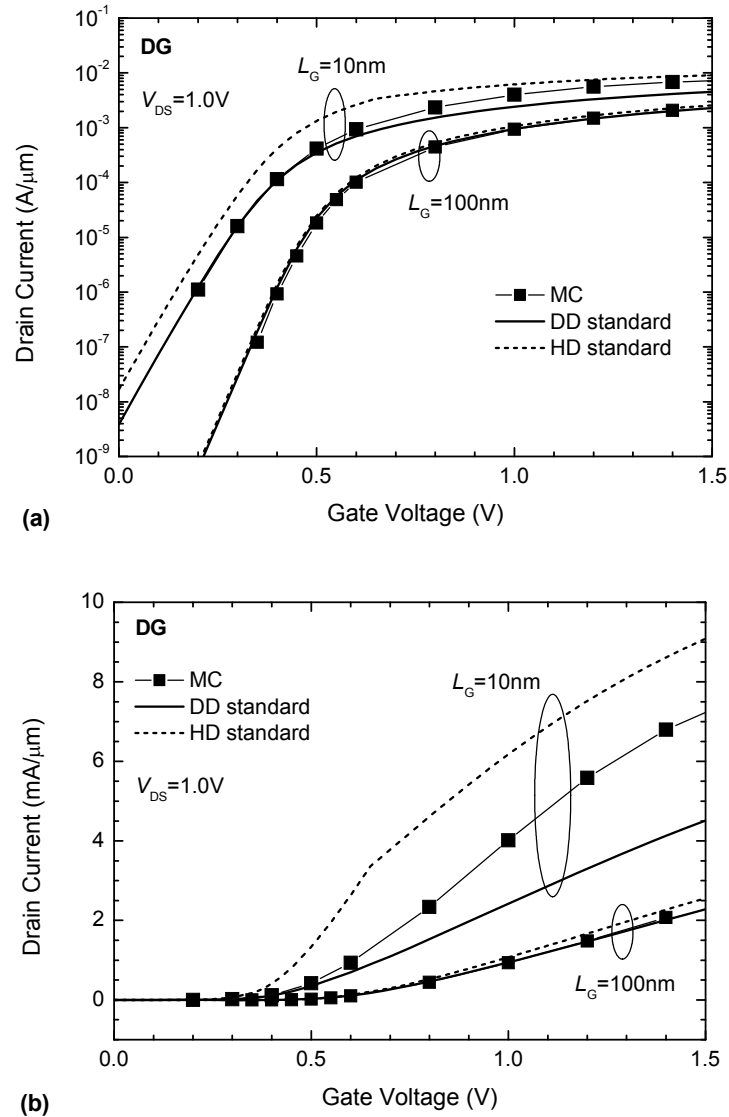 10⁻¹
DG
L_G=10nm
10⁻²
V_DS=1.0V
10⁻³
10⁻⁴
L_G=100nm
10⁻⁵
10⁻⁶
MC
10⁻⁷
DD standard
HD standard
10⁻⁸
10⁻⁹
Drain Current (A/μm)
0.0 0.5 1.0 1.5
Gate Voltage (V)
(a)
10
DG
8
MC
L_G=10nm
DD standard
HD standard
6
V_DS=1.0V
4
2
L_G=100nm
0
Drain Current (mA/μm)
0.0 0.5 1.0 1.5
Gate Voltage (V)
(b)